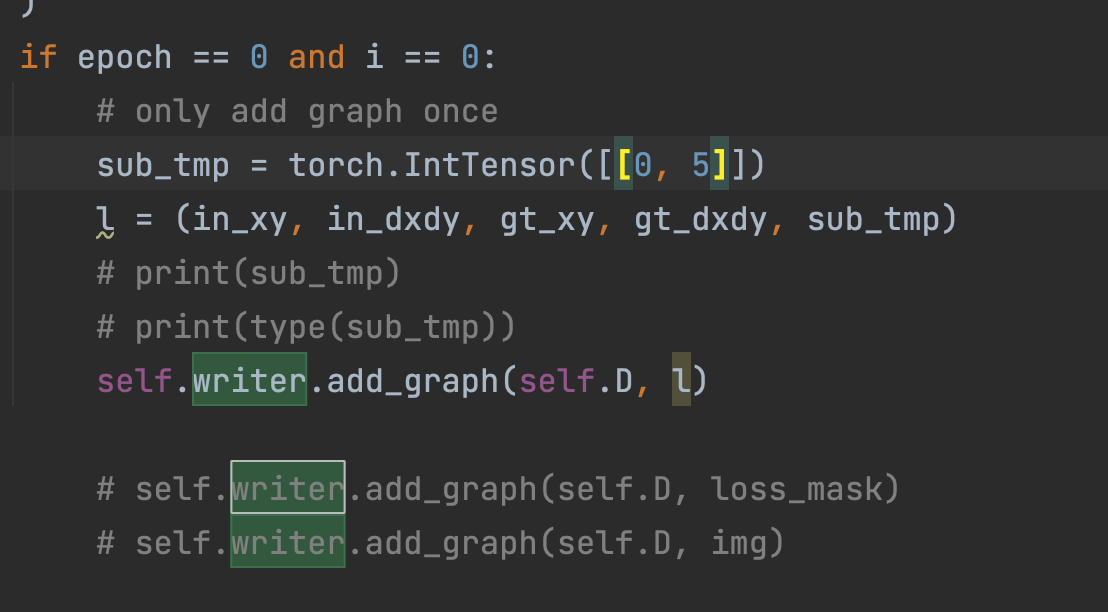 )
if epoch == 0 and i == 0:
    # only add graph once
    sub_tmp = torch.IntTensor([[0, 5]])
    l = (in_xy, in_dxdy, gt_xy, gt_dxdy, sub_tmp)
    # print(sub_tmp)
    # print(type(sub_tmp))
    self.writer.add_graph(self.D, l)
    # self.writer.add_graph(self.D, loss_mask)
    # self.writer.add_graph(self.D, img)